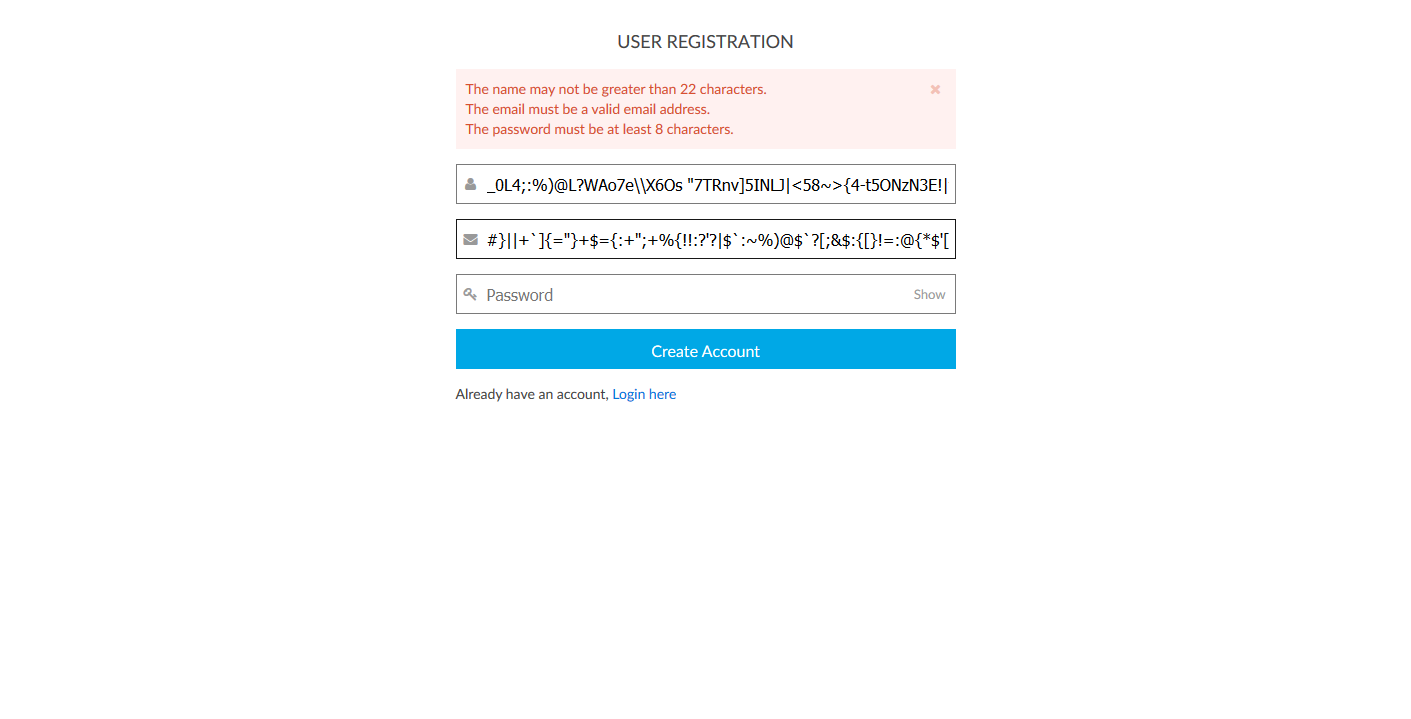 USER REGISTRATION
The name may not be greater than 22 characters.
The email must be a valid email address.
The password must be at least 8 characters.
_0L4;:%)@L?WAo7e\\X6Os "7TRnv]5INLJ|<58~>{4-t5ONzN3E!|
#}||+`]{="}+$={:+";+%{!!:?'?|$`:~%)@$`?[;&$:{[}!=:@{*$'[
Password
Show
Create Account
Already have an account, Login here